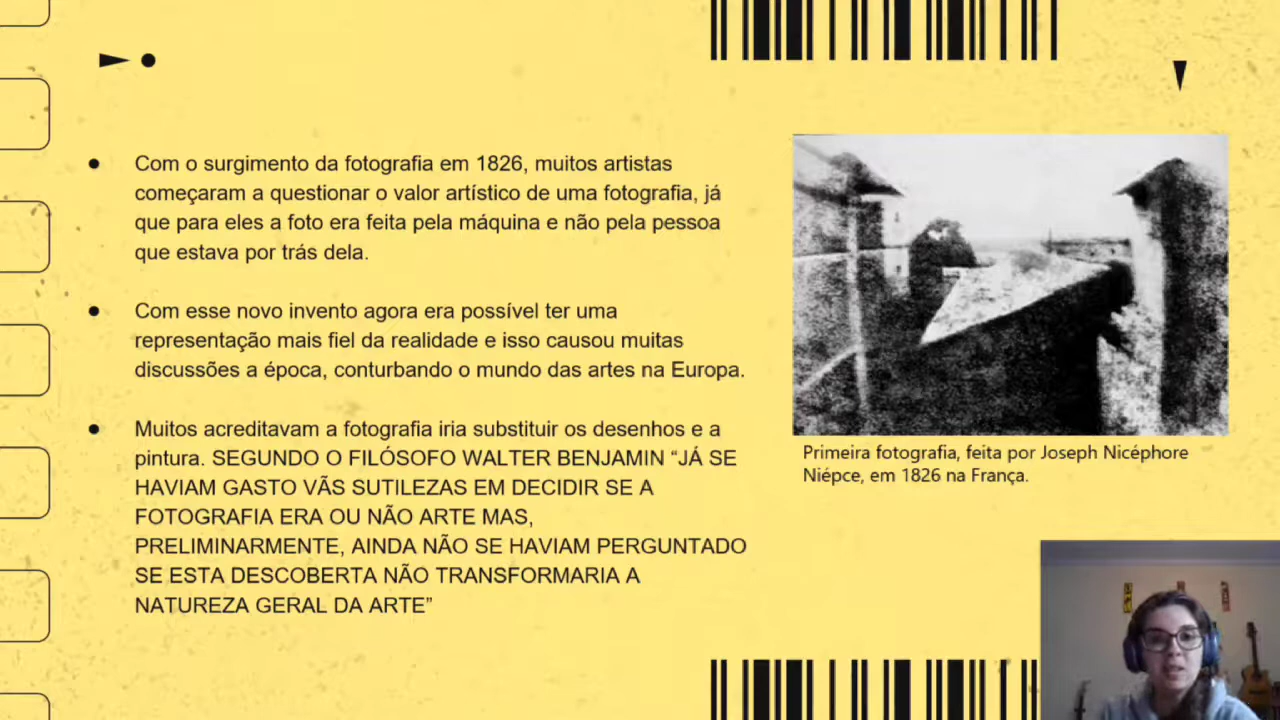 Com o surgimento da fotografia em 1826, muitos artistas
começaram a questionar o valor artístico de uma fotografia, já
que para eles a foto era feita pela máquina e não pela pessoa
que estava por trás dela.
Com esse novo invento agora era possível ter uma
representação mais fiel da realidade e isso causou muitas
discussões a época, conturbando o mundo das artes na Europa.
Muitos acreditavam a fotografia iria substituir os desenhos e a
pintura. SEGUNDO O FILÓSOFO WALTER BENJAMIN “JÁ SE
HAVIAM GASTO VÃS SUTILEZAS EM DECIDIR SE A
FOTOGRAFIA ERA OU NÃO ARTE MAS,
PRELIMINARMENTE, AINDA NÃO SE HAVIAM PERGUNTADO
SE ESTA DESCOBERTA NÃO TRANSFORMARIA A
NATUREZA GERAL DA ARTE”
Primeira fotografia, feita por Joseph Nicéphore
Niépce, em 1826 na França.